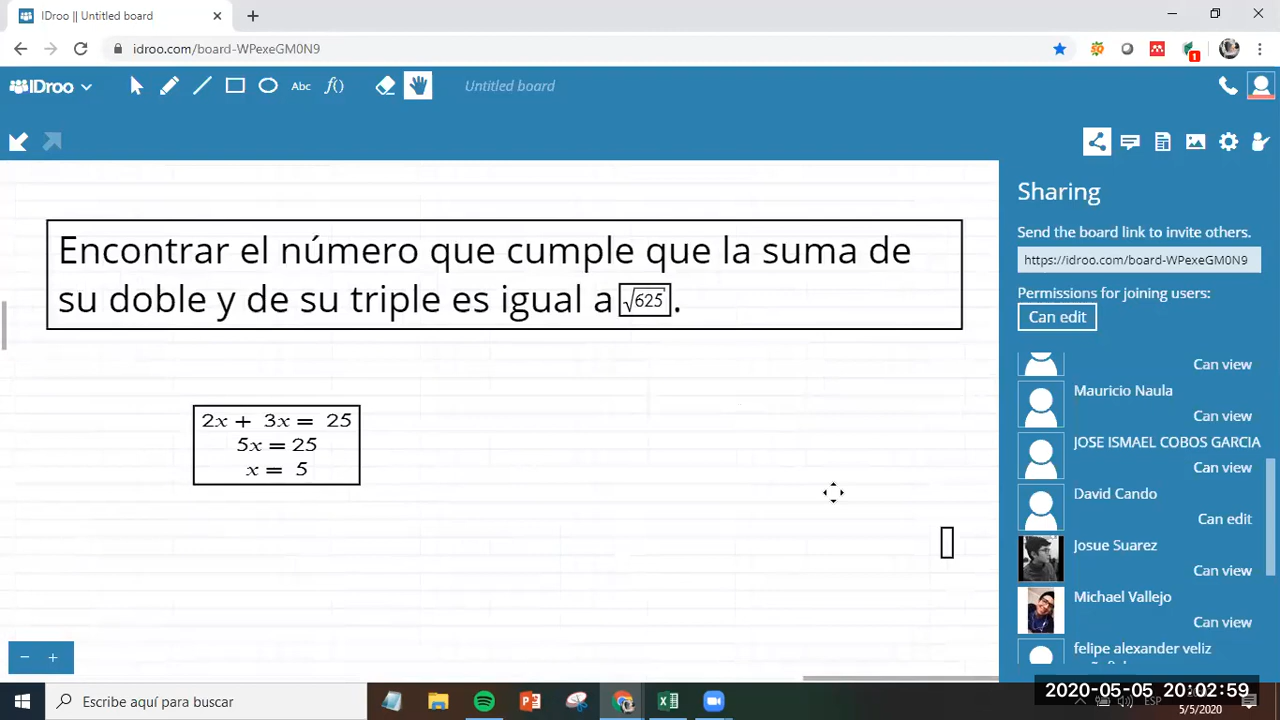 IDroo || Untitled board
idroo.com/board-WPexeGM0N9
1
IDroo
Abc
f()
Untitled board
Sharing
Send the board link to invite others.
https://idroo.com/board-WPexeGM0N9
Permissions for joining users:
Can edit
Encontrar el número que cumple que la suma de
su doble y de su triple es igual a √625.
2x + 3x = 25
5x = 25
x = 5
Can view
Mauricio Naula
Can view
JOSE ISMAEL COBOS GARCIA
Can view
David Cando
Can edit
Josue Suarez
Can view
Michael Vallejo
Can view
felipe alexander veliz
Escribe aquí para buscar
2020-05-05 20:02:59
ESP
5/5/2020